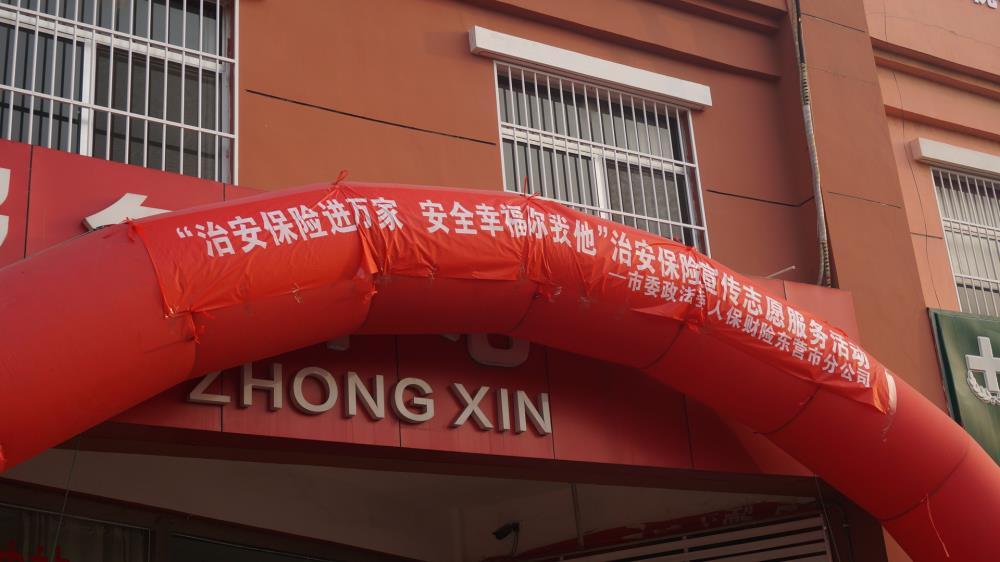 “治安保险进万家 安全幸福你我他”治安保险宣传志愿服务活动
—市委政法委人保财险东营市分公司
ZHONG XIN